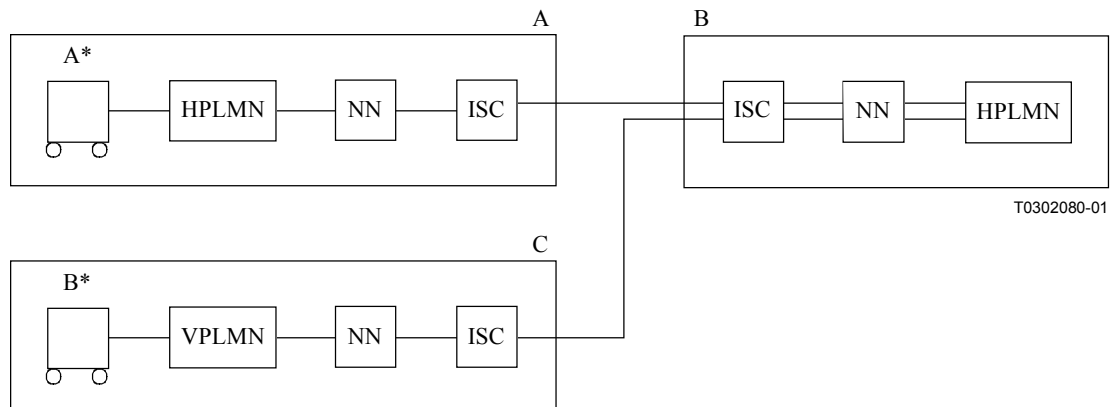 A
B
A*
HPLMN
NN
ISC
ISC
NN
HPLMN
T0302080-01
C
B*
VPLMN
NN
ISC